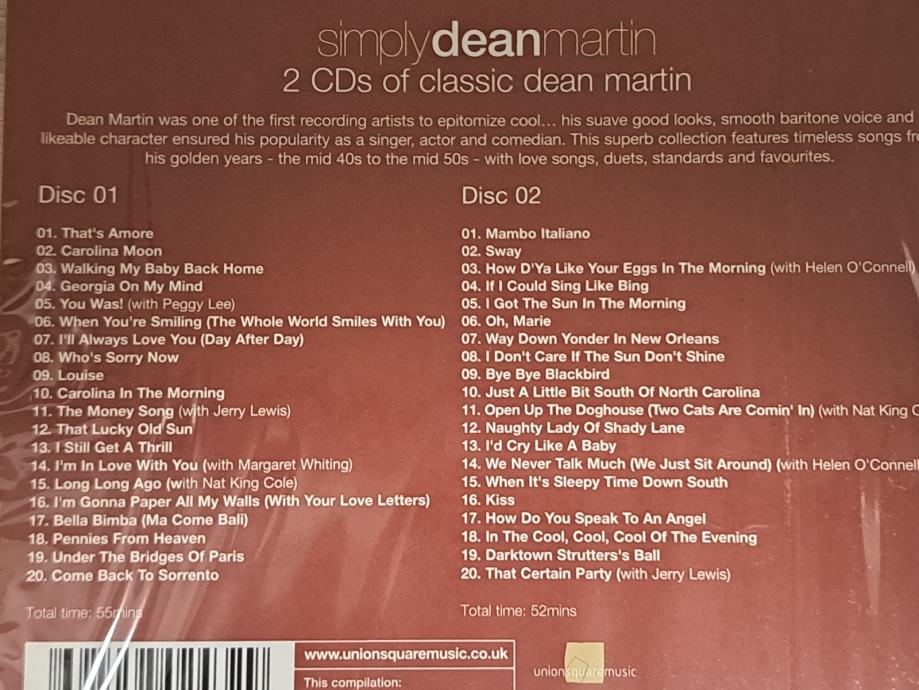 simplydeanmartin
2 CDs of classic dean martin
Dean Martin was one of the first recording artists to epitomize cool... his suave good looks, smooth baritone voice and
likeable character ensured his popularity as a singer, actor and comedian. This superb collection features timeless songs
his golden years - the mid 40s to the mid 50s - with love songs, duets, standards and favourites.
Disc 01
01. That's Amore
02. Carolina Moon
03. Walking My Baby Back Home
04. Georgia On My Mind
05. You Was! (with Peggy Lee)
06. When You're Smiling (The Whole World Smiles With You)
07. I'll Always Love You (Day After Day)
08. Who's Sorry Now
09. Louise
10. Carolina In The Morning
11. The Money Song (with Jerry Lewis)
12. That Lucky Old Sun
13. I Still Get A Thrill
14. I'm In Love With You (with Margaret Whiting)
15. Long Long Ago (with Nat King Cole)
16. I'm Gonna Paper All My Walls (With Your Love Letters)
17. Bella Bimba (Ma Come Bali)
18. Pennies From Heaven
19. Under The Bridges Of Paris
20. Come Back To Sorrento
Total time: 55mins
Disc 02
01. Mambo Italiano
02. Sway
03. How D'Ya Like Your Eggs In The Morning (with Helen O'Connell)
04. If I Could Sing Like Bing
05. I Got The Sun In The Morning
06. Oh, Marie
07. Way Down Yonder In New Orleans
08. I Don't Care If The Sun Don't Shine
09. Bye Bye Blackbird
10. Just A Little Bit South Of North Carolina
11. Open Up The Doghouse (Two Cats Are Comin' In) (with Nat King
12. Naughty Lady Of Shady Lane
13. I'd Cry Like A Baby
14. We Never Talk Much (We Just Sit Around) (with Helen O'Connell
15. When It's Sleepy Time Down South
16. Kiss
17. How Do You Speak To An Angel
18. In The Cool, Cool, Cool Of The Evening
19. Darktown Strutters's Ball
20. That Certain Party (with Jerry Lewis)
Total time: 52mins
www.unionsquaremusic.co.uk
This compilation:
unionsquaremusic